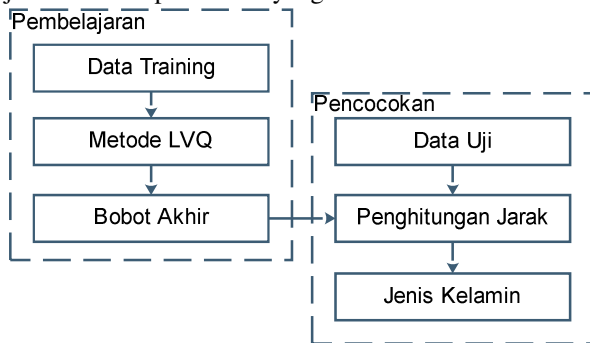 Pembelajaran
Data Training
Metode LVQ
Bobot Akhir
Pencocokan
Data Uji
Penghitungan Jarak
Jenis Kelamin